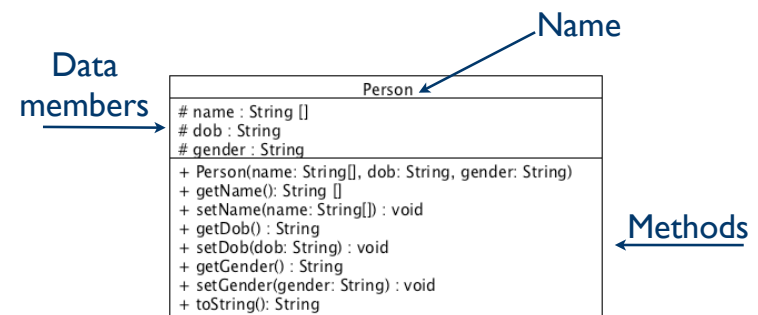 Name
Data
members
Person
# name : String []
# dob : String
# gender : String
+ Person(name: String[], dob: String, gender: String)
+ getName(): String []
+ setName(name: String[]) : void
+ getDob() : String
+ setDob(dob: String) : void
+ getGender() : String
+ setGender(gender: String) : void
+ toString(): String
Methods